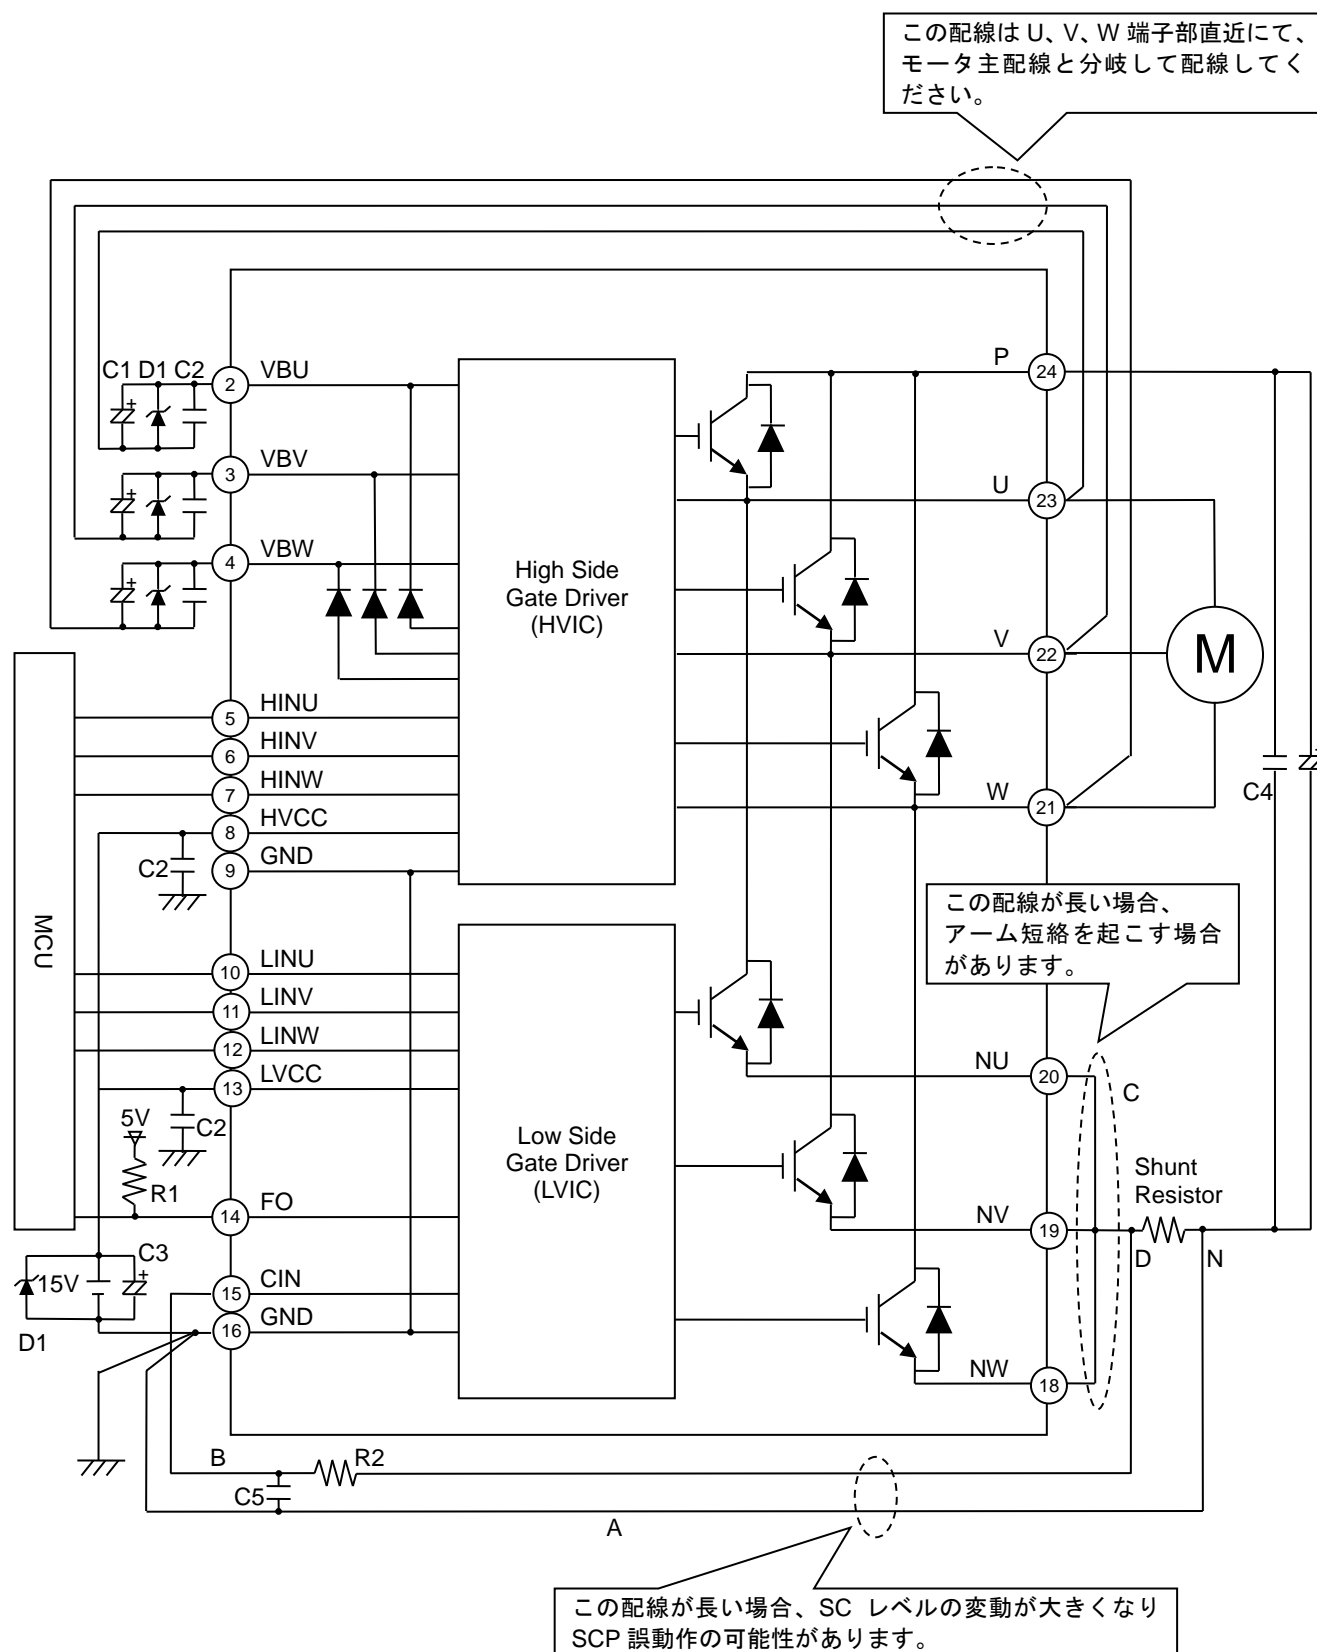 この配線は U、V、W 端子部直近にて、
モータ主配線と分岐して配線してく
ださい。
C1 D1 C2
2
VBU
P
24
+
3
VBV
U
23
+
4
VBW
+
High Side
Gate Driver
(HVIC)
V
22
M
5
HINU
6
HINV
7
HINW
W
21
C4
+
8
HVCC
C2
9
GND
MCU
この配線が長い場合、
アーム短絡を起こす場合
があります。
10
LINU
11
LINV
12
LINW
13
LVCC
NU
20
C
5V
C2
R1
Low Side
Gate Driver
(LVIC)
Shunt
Resistor
14
FO
NV
19
D
N
C3
15V
+
15
CIN
16
GND
D1
NW
18
B
R2
C5
A
この配線が長い場合、SC レベルの変動が大きくなり
SCP 誤動作の可能性があります。